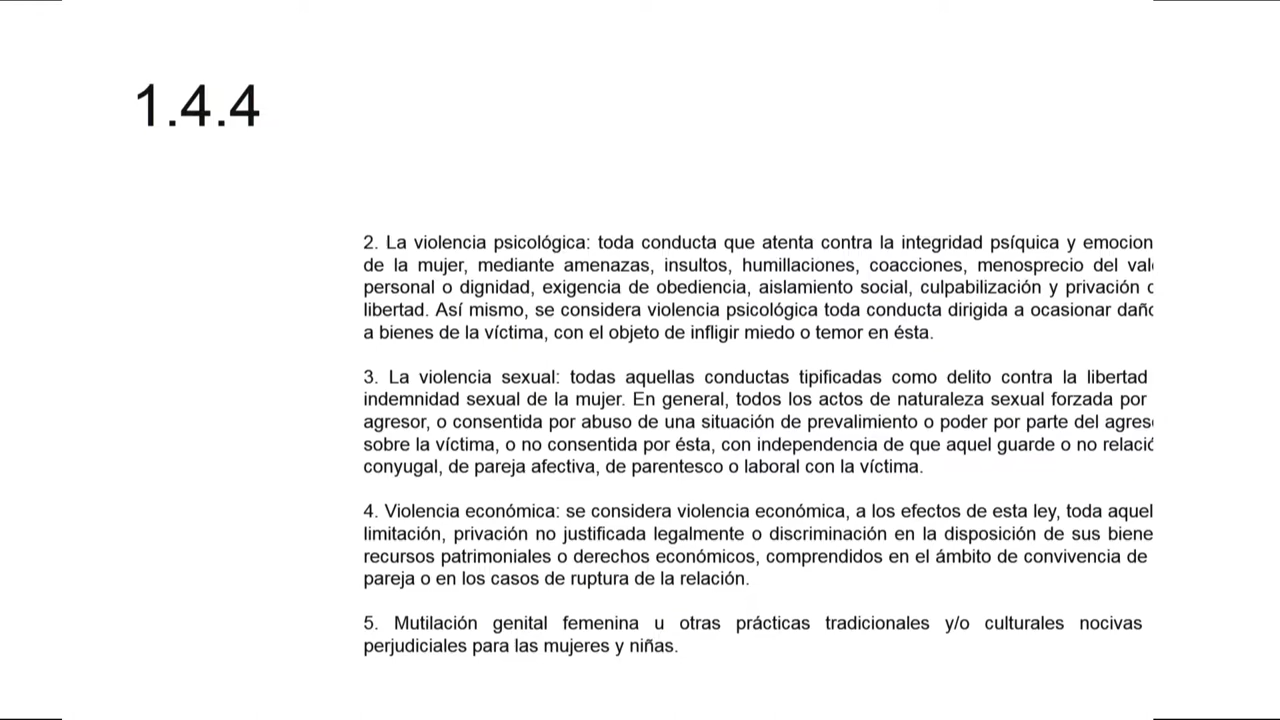 1.4.4
2. La violencia psicológica: toda conducta que atenta contra la integridad psíquica y emocion
de la mujer, mediante amenazas, insultos, humillaciones, coacciones, menosprecio del val
personal o dignidad, exigencia de obediencia, aislamiento social, culpabilización y privación
libertad. Así mismo, se considera violencia psicológica toda conducta dirigida a ocasionar daño
a bienes de la víctima, con el objeto de infligir miedo o temor en ésta.
3. La violencia sexual: todas aquellas conductas tipificadas como delito contra la libertad
indemnidad sexual de la mujer. En general, todos los actos de naturaleza sexual forzada por
agresor, o consentida por abuso de una situación de prevalimiento o poder por parte del agres
sobre la víctima, o no consentida por ésta, con independencia de que aquel guarde o no relació
conyugal, de pareja afectiva, de parentesco o laboral con la víctima.
4. Violencia económica: se considera violencia económica, a los efectos de esta ley, toda aquel
limitación, privación no justificada legalmente o discriminación en la disposición de sus biene
recursos patrimoniales o derechos económicos, comprendidos en el ámbito de convivencia de
pareja o en los casos de ruptura de la relación.
5. Mutilación genital femenina u otras prácticas tradicionales y/o culturales nocivas
perjudiciales para las mujeres y niñas.